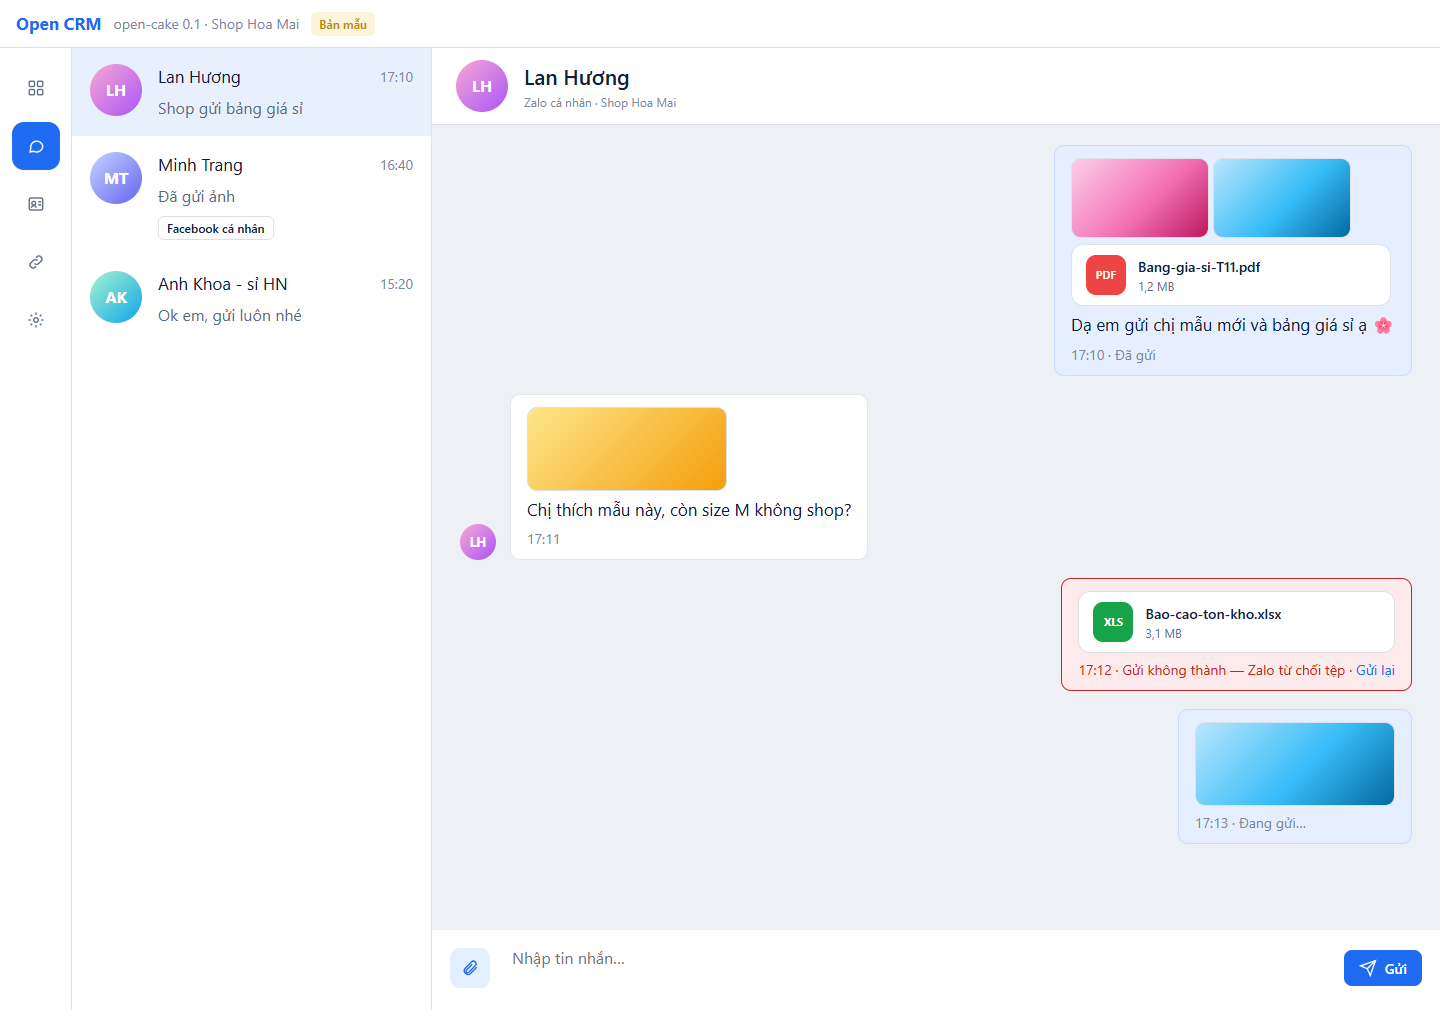 Open CRM open-cake 0.1 · Shop Hoa Mai Bản mẫu
LH Lan Hương 17:10
Shop gửi bảng giá sỉ
MT Minh Trang 16:40
Đã gửi ảnh
Facebook cá nhân
AK Anh Khoa - sỉ HN 15:20
Ok em, gửi luôn nhé
LH Lan Hương
Zalo cá nhân · Shop Hoa Mai
PDF Bang-gia-si-T11.pdf
1,2 MB
Dạ em gửi chị mẫu mới và bảng giá sỉ ạ 🌸
17:10 · Đã gửi
Chị thích mẫu này, còn size M không shop?
LH 17:11
XLS Bao-cao-ton-kho.xlsx
3,1 MB
17:12 · Gửi không thành — Zalo từ chối tệp · Gửi lại
17:13 · Đang gửi...
Nhập tin nhắn...
Gửi